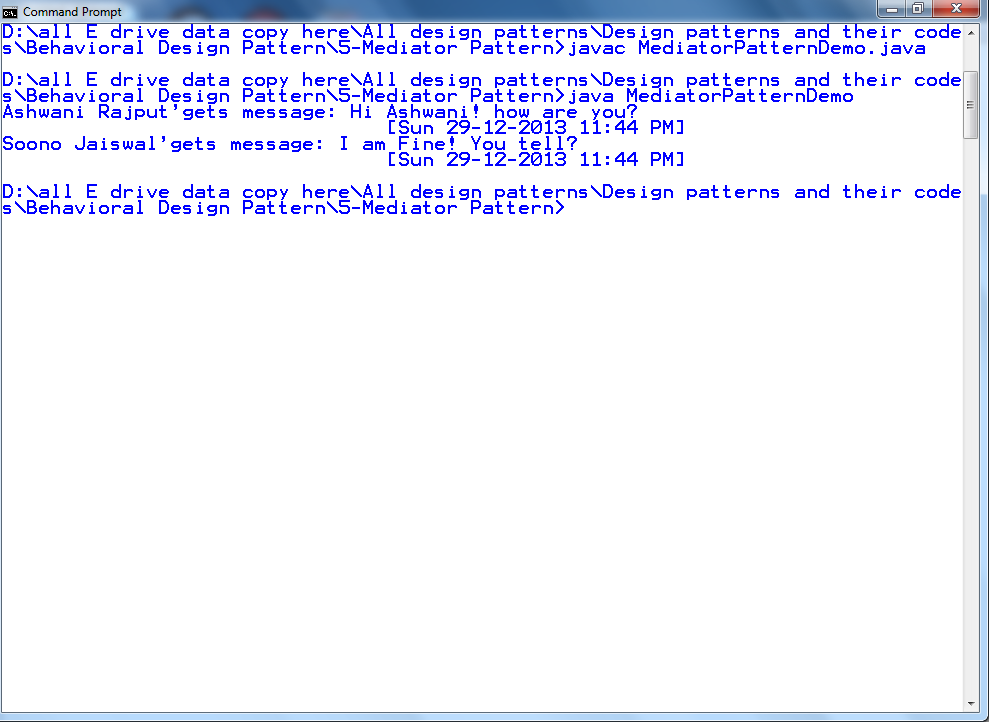 Command Prompt
D:\all E drive data copy here\All design patterns\Design patterns and their code
s\Behavioral Design Pattern\5-Mediator Pattern>javac MediatorPatternDemo.java
D:\all E drive data copy here\All design patterns\Design patterns and their code
s\Behavioral Design Pattern\5-Mediator Pattern>java MediatorPatternDemo
Ashwani Rajput'gets message: Hi Ashwani! how are you?
[Sun 29-12-2013 11:44 PM]
Soono Jaiswal'gets message: I am Fine! You tell?
[Sun 29-12-2013 11:44 PM]
D:\all E drive data copy here\All design patterns\Design patterns and their code
s\Behavioral Design Pattern\5-Mediator Pattern>